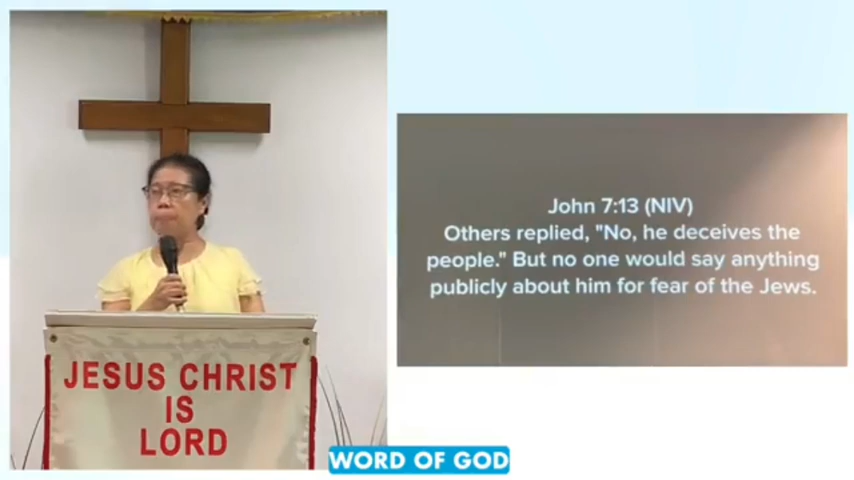 John 7:13 (NIV)
Others replied, "No, he deceives the
people." But no one would say anything
publicly about him for fear of the Jews.
JESUS CHRIST
IS
LORD
WORD OF GOD